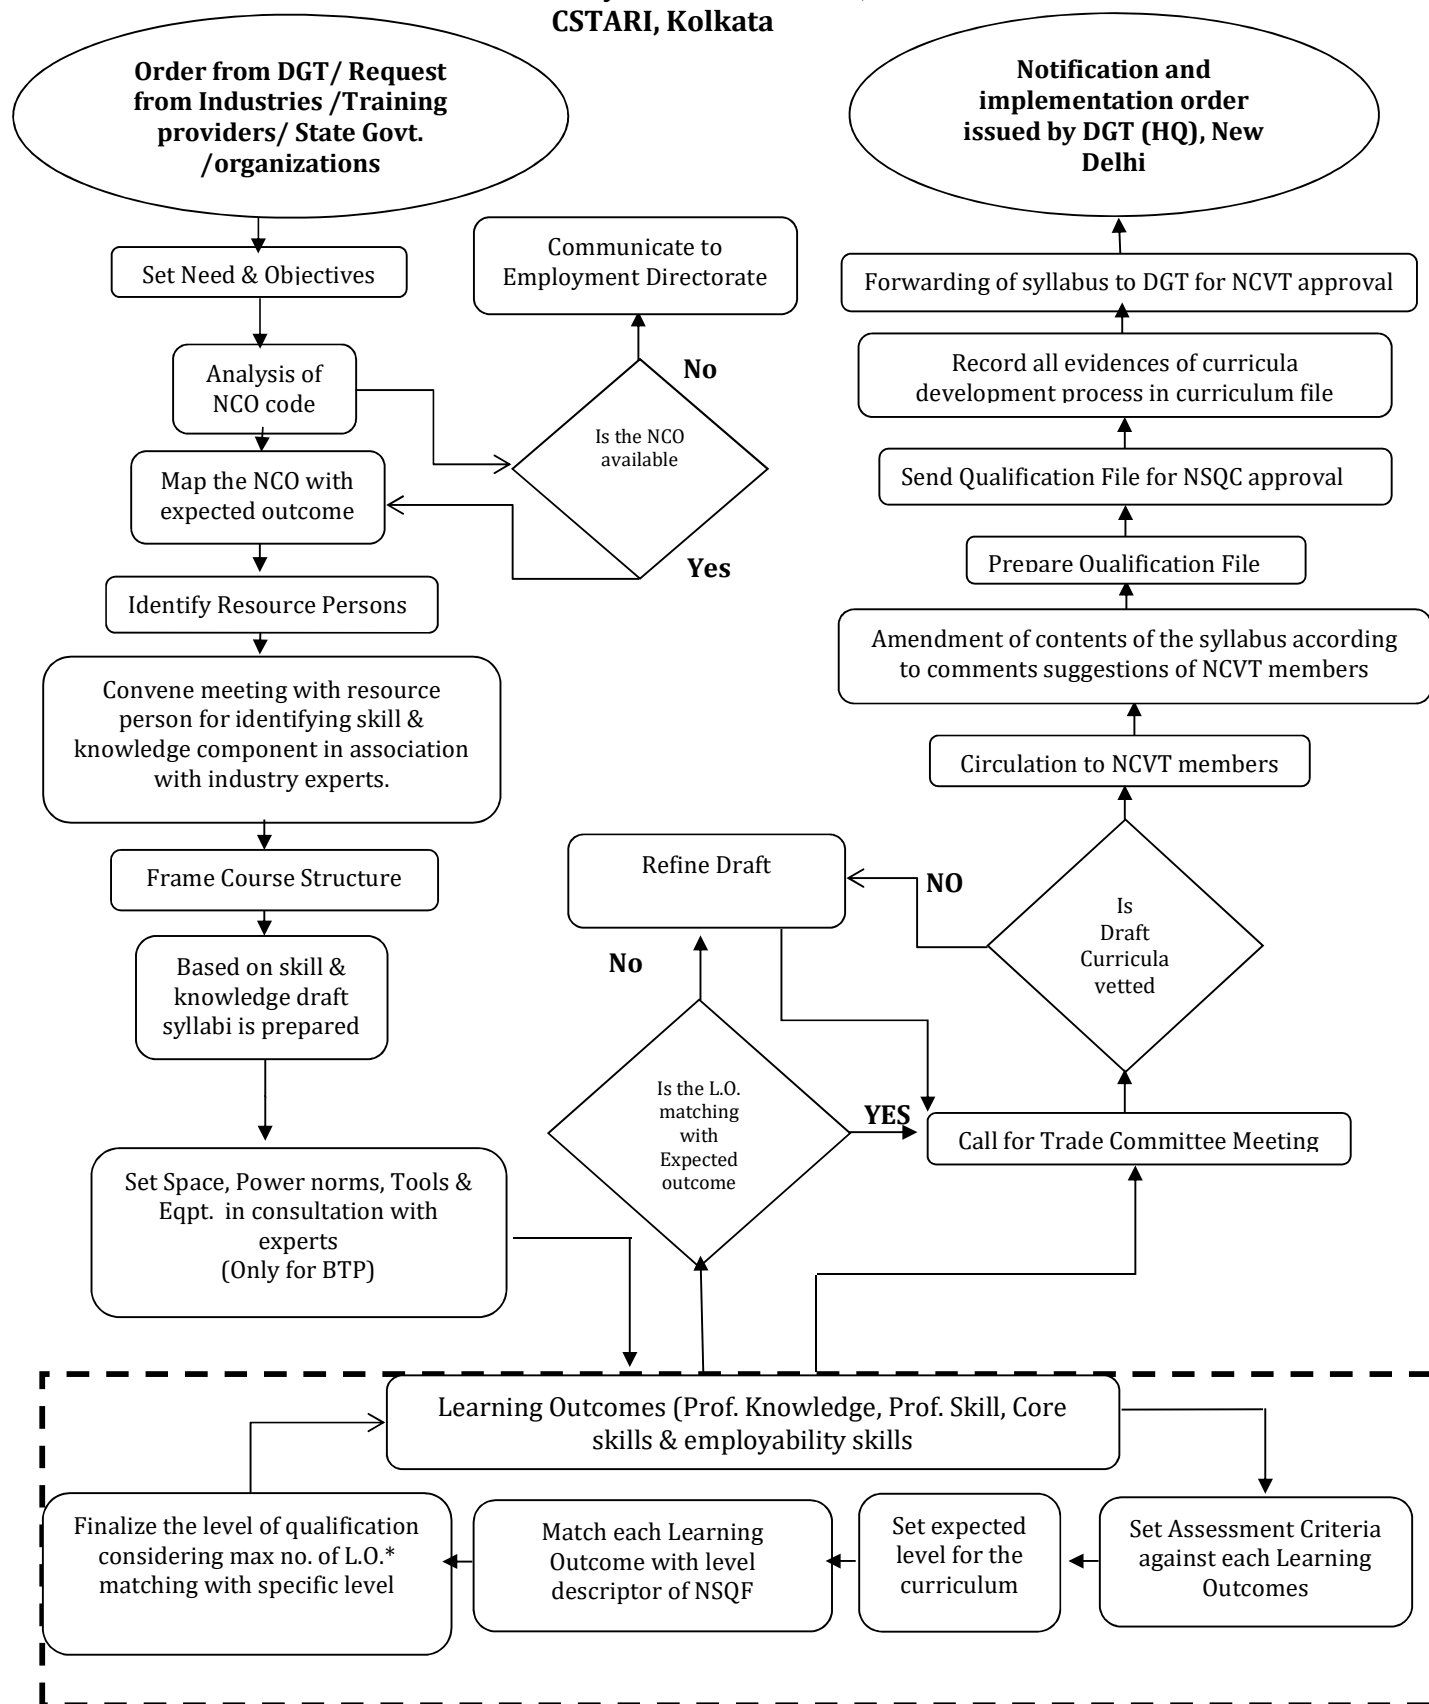 CSTARI, Kolkata
Order from DGT/ Request
from Industries /Training
providers/ State Govt.
/organizations
Set Need & Objectives
Analysis of
NCO code
Map the NCO with
expected outcome
Identify Resource Persons
Convene meeting with resource
person for identifying skill &
knowledge component in association
with industry experts.
Frame Course Structure
Based on skill &
knowledge draft
syllabi is prepared
Set Space, Power norms, Tools &
Eqpt. in consultation with
experts
(Only for BTP)
Communicate to
Employment Directorate
No
Is the NCO
available
Yes
Refine Draft
No
Is the L.O.
matching
with
Expected
outcome
YES
Notification and
implementation order
issued by DGT (HQ), New
Delhi
Forwarding of syllabus to DGT for NCVT approval
Record all evidences of curricula
development process in curriculum file
Send Qualification File for NSQC approval
Prepare Qualification File
Amendment of contents of the syllabus according
to comments suggestions of NCVT members
Circulation to NCVT members
NO
Is
Draft
Curricula
vetted
Call for Trade Committee Meeting
Learning Outcomes (Prof. Knowledge, Prof. Skill, Core
skills & employability skills
Finalize the level of qualification
considering max no. of L.O.*
matching with specific level
Match each Learning
Outcome with level
descriptor of NSQF
Set expected
level for the
curriculum
Set Assessment Criteria
against each Learning
Outcomes